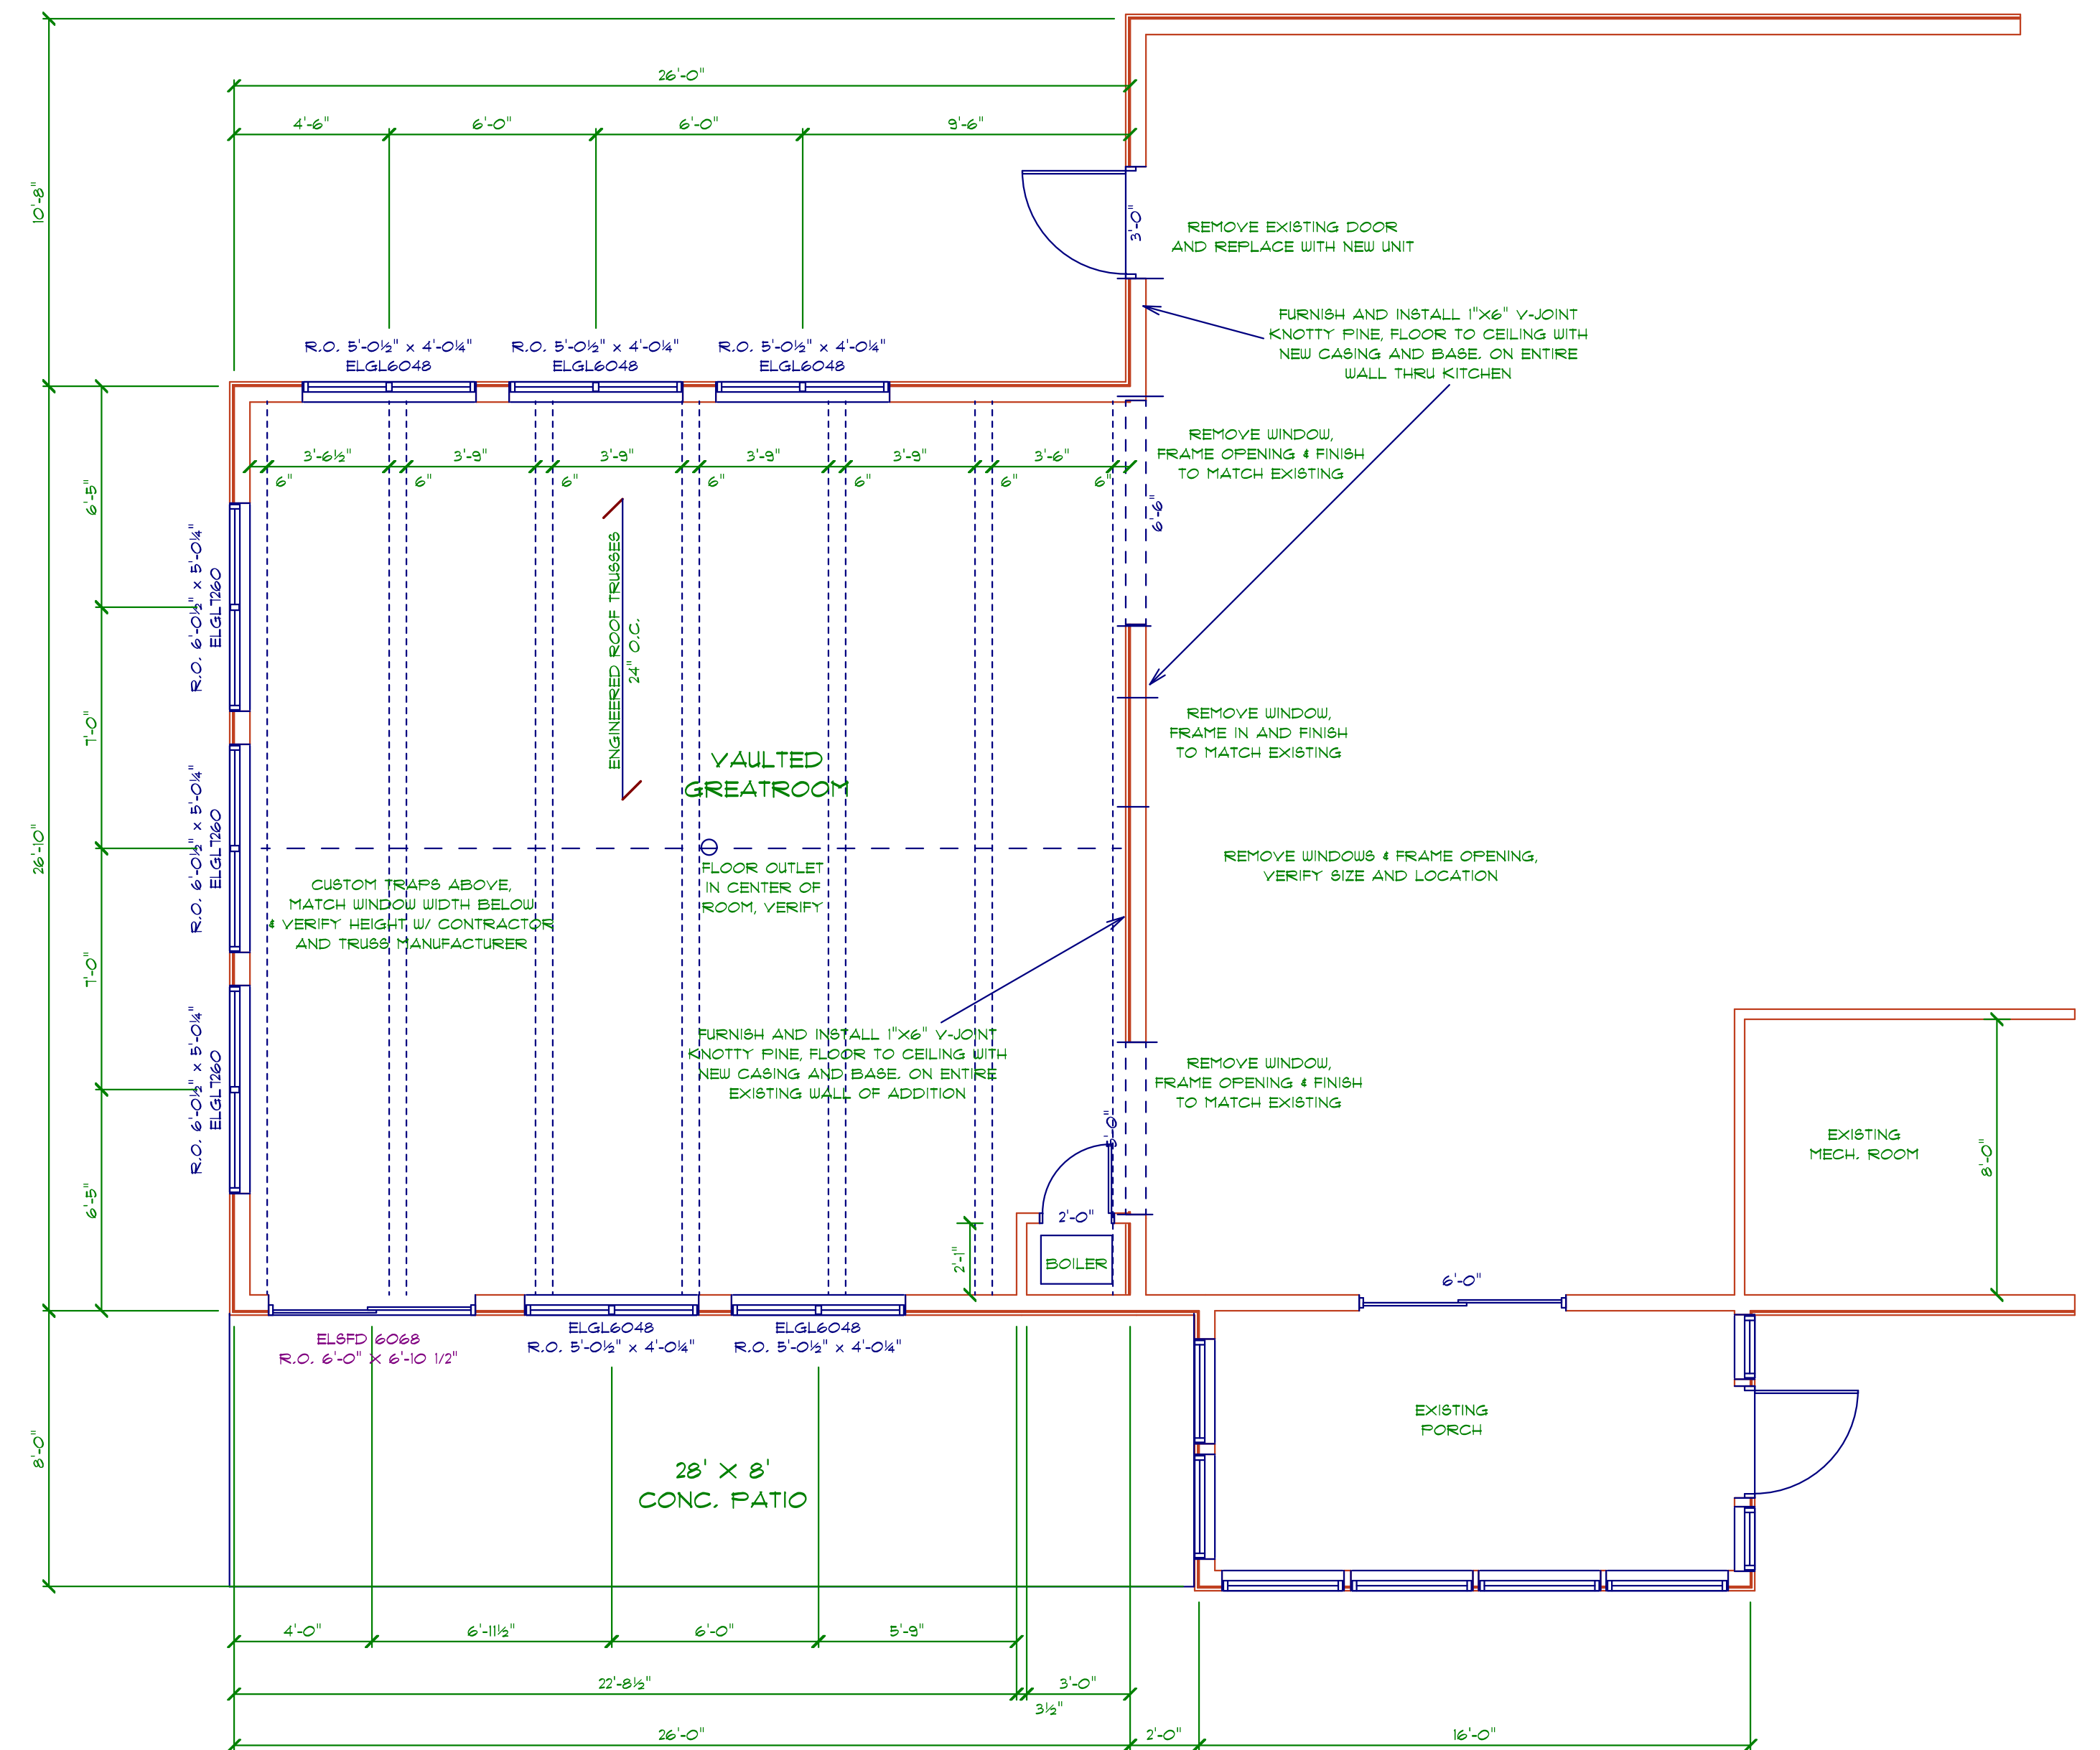 26'-0"
4'-6"
6'-0"
6'-0"
9'-6"
10'-8"
3'-0"
REMOVE EXISTING DOOR
AND REPLACE WITH NEW UNIT
FURNISH AND INSTALL 1"X6" V-JOINT
KNOTTY PINE, FLOOR TO CEILING WITH
NEW CASING AND BASE. ON ENTIRE
WALL THRU KITCHEN
R.O. 5'-0½" x 4'-0¼"
ELGL6048
R.O. 5'-0½" x 4'-0¼"
ELGL6048
R.O. 5'-0½" x 4'-0¼"
ELGL6048
REMOVE WINDOW,
FRAME OPENING & FINISH
TO MATCH EXISTING
3'-6½"
3'-9"
3'-9"
3'-9"
3'-9"
3'-6"
6"
6"
6"
6"
6"
6"
6"
6'-6"
6'-5"
R.O. 6'-0½" x 5'-0¼"
ELGL7260
ENGINEERED ROOF TRUSSES
24" O.C.
7'-0"
VAULTED
GREATROOM
REMOVE WINDOW,
FRAME IN AND FINISH
TO MATCH EXISTING
26'-10"
R.O. 6'-0½" x 5'-0¼"
ELGL7260
FLOOR OUTLET
IN CENTER OF
ROOM, VERIFY
CUSTOM TRAPS ABOVE,
MATCH WINDOW WIDTH BELOW
& VERIFY HEIGHT W/ CONTRACTOR
AND TRUSS MANUFACTURER
REMOVE WINDOWS & FRAME OPENING,
VERIFY SIZE AND LOCATION
7'-0"
R.O. 6'-0½" x 5'-0¼"
ELGL7260
FURNISH AND INSTALL 1"X6" V-JOINT
KNOTTY PINE, FLOOR TO CEILING WITH
NEW CASING AND BASE. ON ENTIRE
EXISTING WALL OF ADDITION
REMOVE WINDOW,
FRAME OPENING & FINISH
TO MATCH EXISTING
5'-0"
EXISTING
MECH. ROOM
8'-0"
6'-5"
2'-0"
2'-1"
BOILER
6'-0"
ELSFD 6068
R.O. 6'-0" X 6'-10 1/2"
ELGL6048
R.O. 5'-0½" x 4'-0¼"
ELGL6048
R.O. 5'-0½" x 4'-0¼"
EXISTING
PORCH
8'-0"
28' X 8'
CONC. PATIO
4'-0"
6'-11½"
6'-0"
5'-9"
22'-8½"
3'-0"
3½"
26'-0"
2'-0"
16'-0"